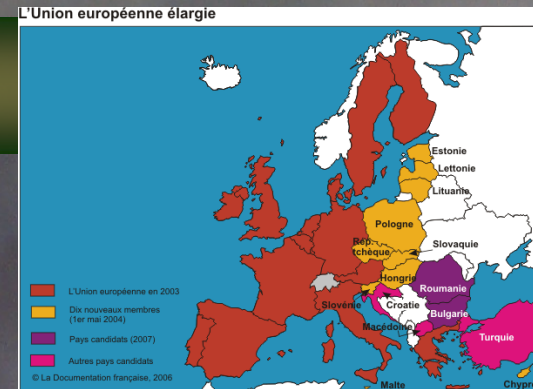 L'Union européenne élargie
Estonie
Lettonie
Lituanie
Pologne
Rép.
tchèque
Slovaquie
Hongrie
Roumanie
Slovénie
Croatie
Bulgarie
Macédoine
Turquie
Malte
Chypre
L'Union européenne en 2003
Dix nouveaux membres
(1er mai 2004)
Pays candidats (2007)
Autres pays candidats
© La Documentation française, 2006